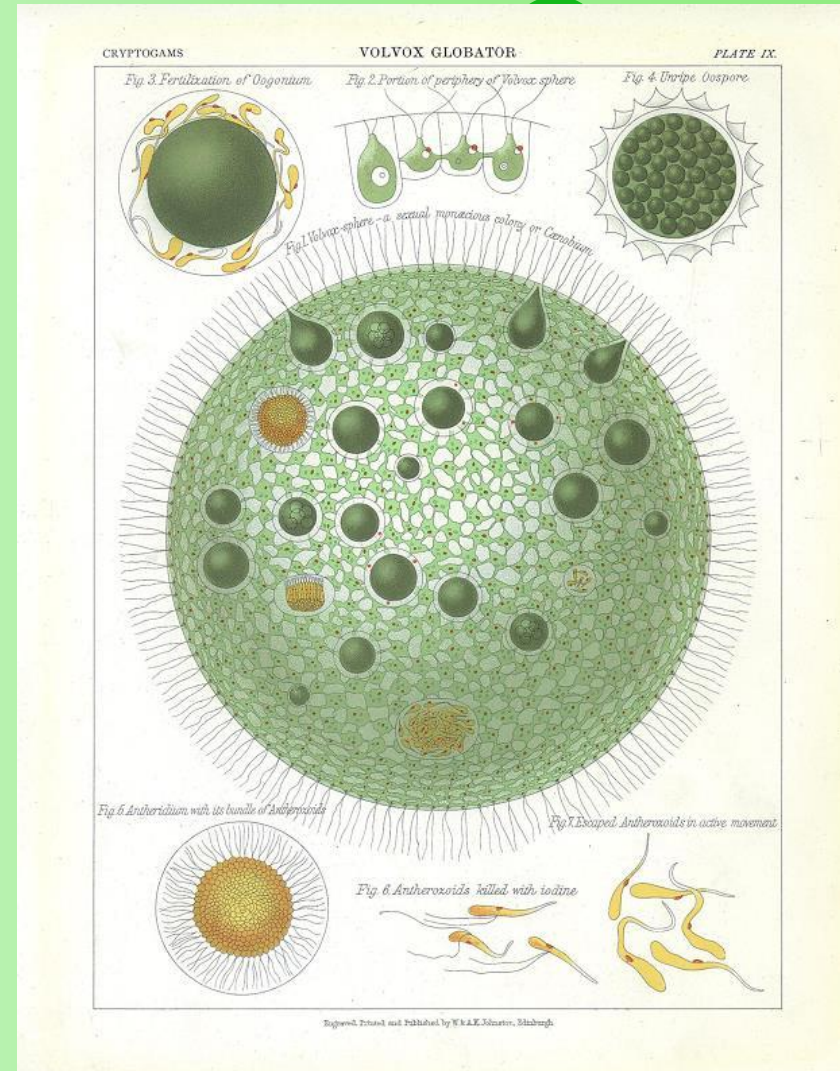 CRYPTOGAMS VOLVOX GLOBATOR PLATE IX.
Fig. 3. Fertilization of Oogonium
Fig. 2. Portion of periphery of Volvox sphere
Fig. 4. Unripe Oospore
Fig. 1. Volvox-sphere - a sexual monœcious colony or Cœnobium
Fig. 5. Antheridium with its bundle of Antherozoids
Fig. 7. Escaped Antherozoids in active movement
Fig. 6. Antherozoids killed with iodine
Engraved, Printed and Published by W. & A.K. Johnston, Edinburgh